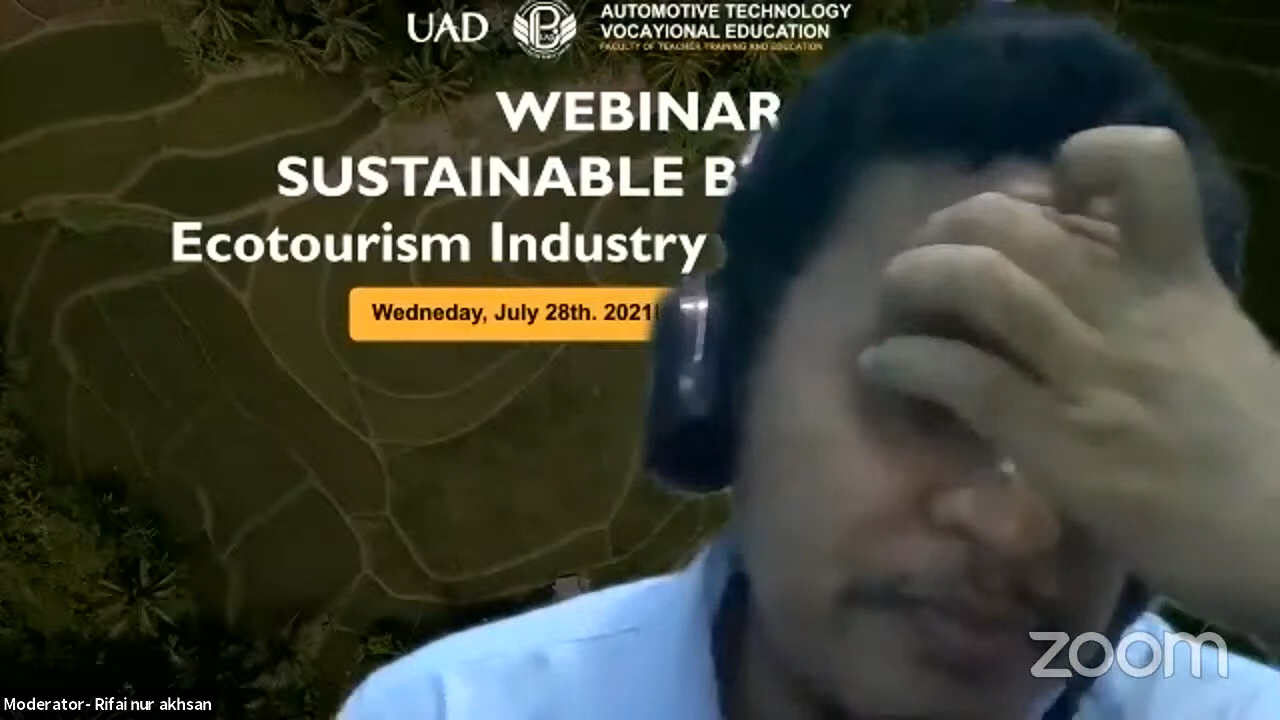 UAD
AUTOMOTIVE TECHNOLOGY
VOCAYIONAL EDUCATION
FACULTY OF TEACHER TRAINING AND EDUCATION
WEBINAR
SUSTAINABLE B
Ecotourism Industry
Wedneday, July 28th. 2021
zoom
Moderator- Rifai nur akhsan